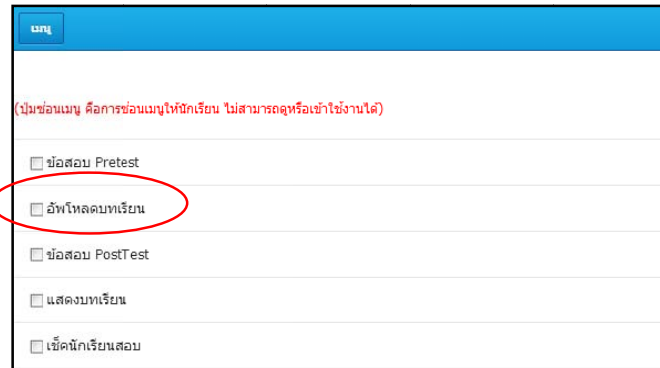 เมนู
(ปุ่มซ่อนเมนู คือการซ่อนเมนูให้นักเรียน ไม่สามารถดูหรือเข้าใช้งานได้)
ข้อสอบ Pretest
อัพโหลดบทเรียน
ข้อสอบ PostTest
แสดงบทเรียน
เช็คนักเรียนสอบ